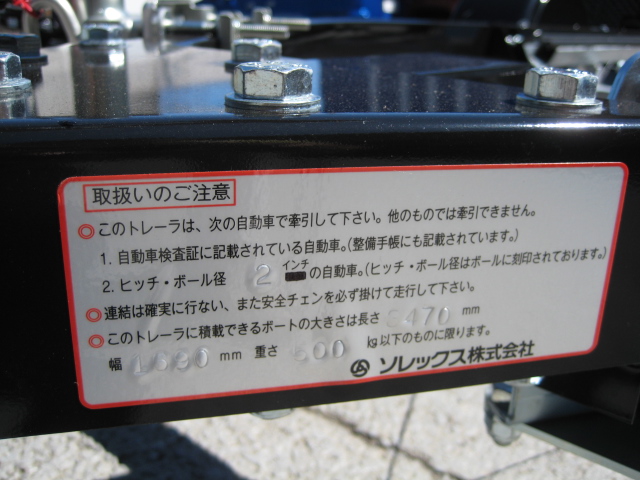 取扱いのご注意
◎このトレーラは、次の自動車で牽引して下さい。他のものでは牽引できません。
1. 自動車検査証に記載されている自動車。(整備手帳にも記載されています。)
2. ヒッチ・ボール径 2 インチ の自動車。(ヒッチ・ボール径はボールに刻印されております。)
◎連結は確実に行ない、また安全チェンを必ず掛けて走行して下さい。
◎このトレーラに積載できるボートの大きさは長さ 5470 mm
幅 mm 重さ 500 kg以下のものに限ります。
ソレックス株式会社